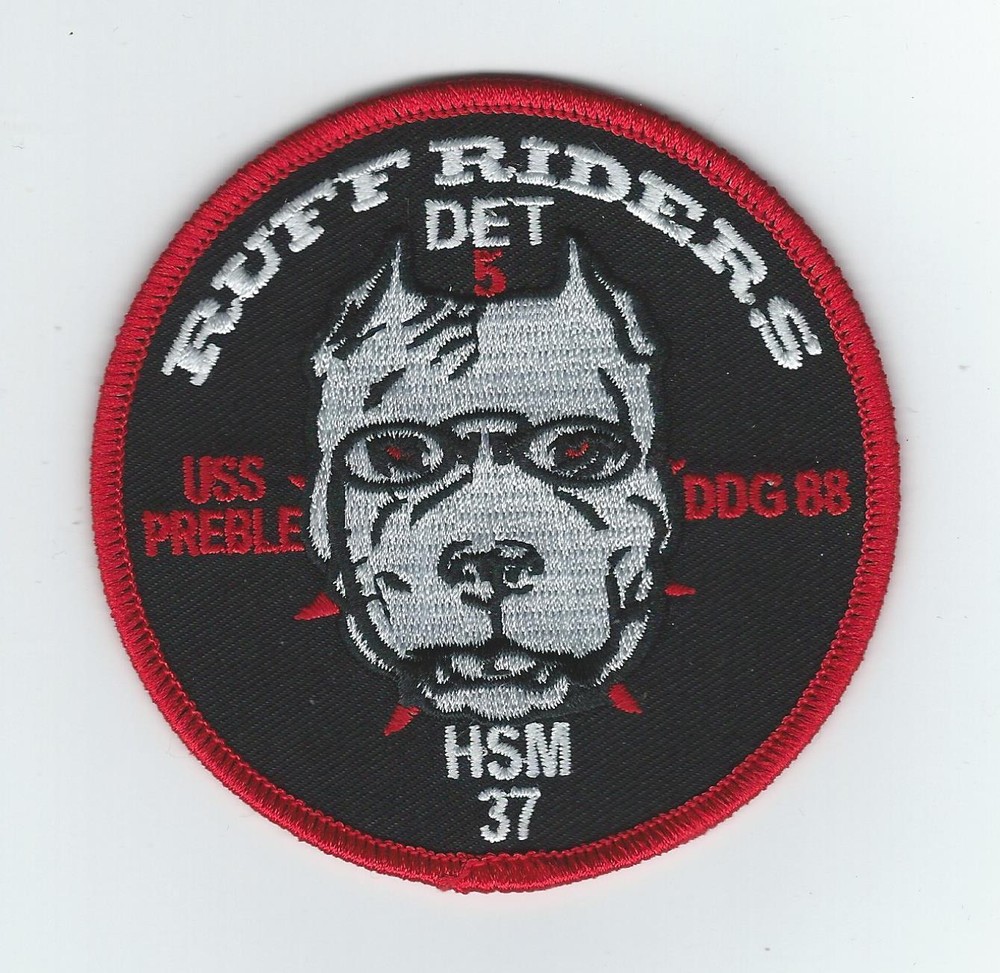 RUFF RIDERS
DET
5
USS
PREBLE
DDG 88
HSM
37